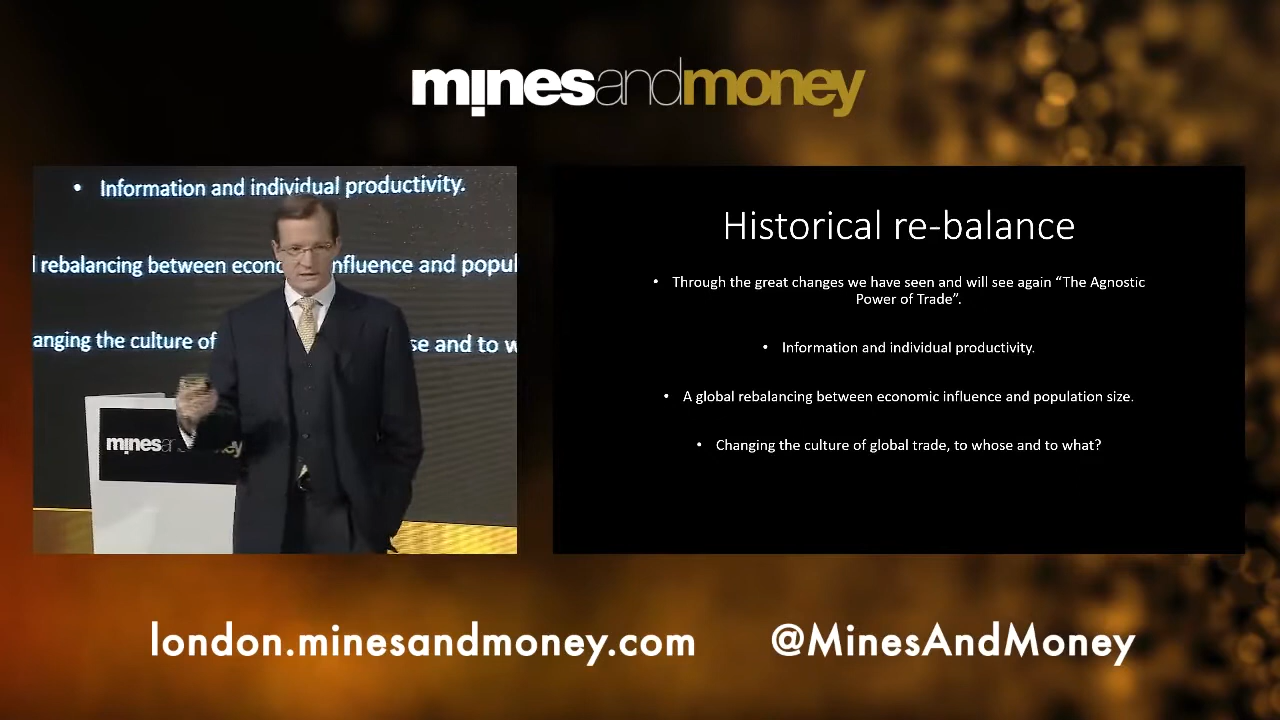 minesandmoney
• Information and individual productivity.
l rebalancing between econo nfluence and popul
anging the culture of se and to w
minesa money
Historical re-balance
• Through the great changes we have seen and will see again “The Agnostic
Power of Trade”.
• Information and individual productivity.
• A global rebalancing between economic influence and population size.
• Changing the culture of global trade, to whose and to what?
london.minesandmoney.com
@MinesAndMoney